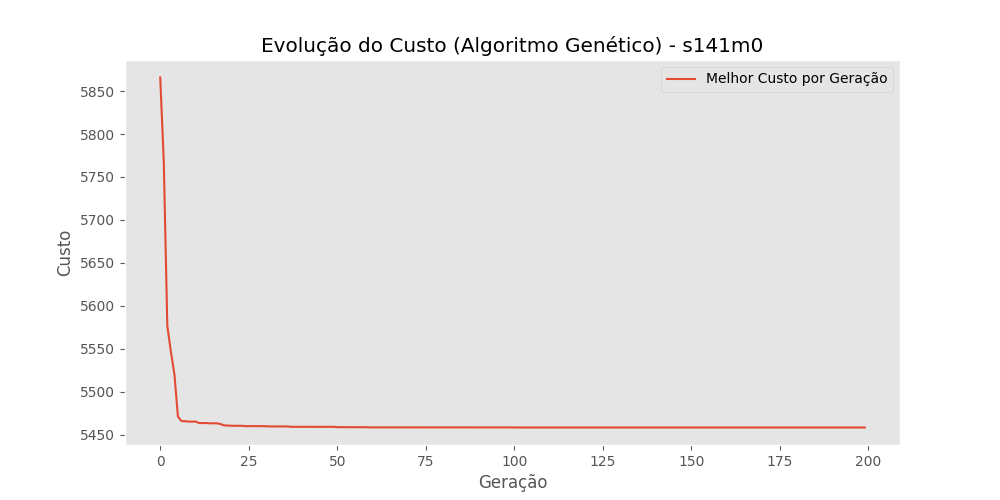 Evolução do Custo (Algoritmo Genético) - s141m0
Melhor Custo por Geração
Custo
5850
5800
5750
5700
5650
5600
5550
5500
5450
0 25 50 75 100 125 150 175 200
Geração